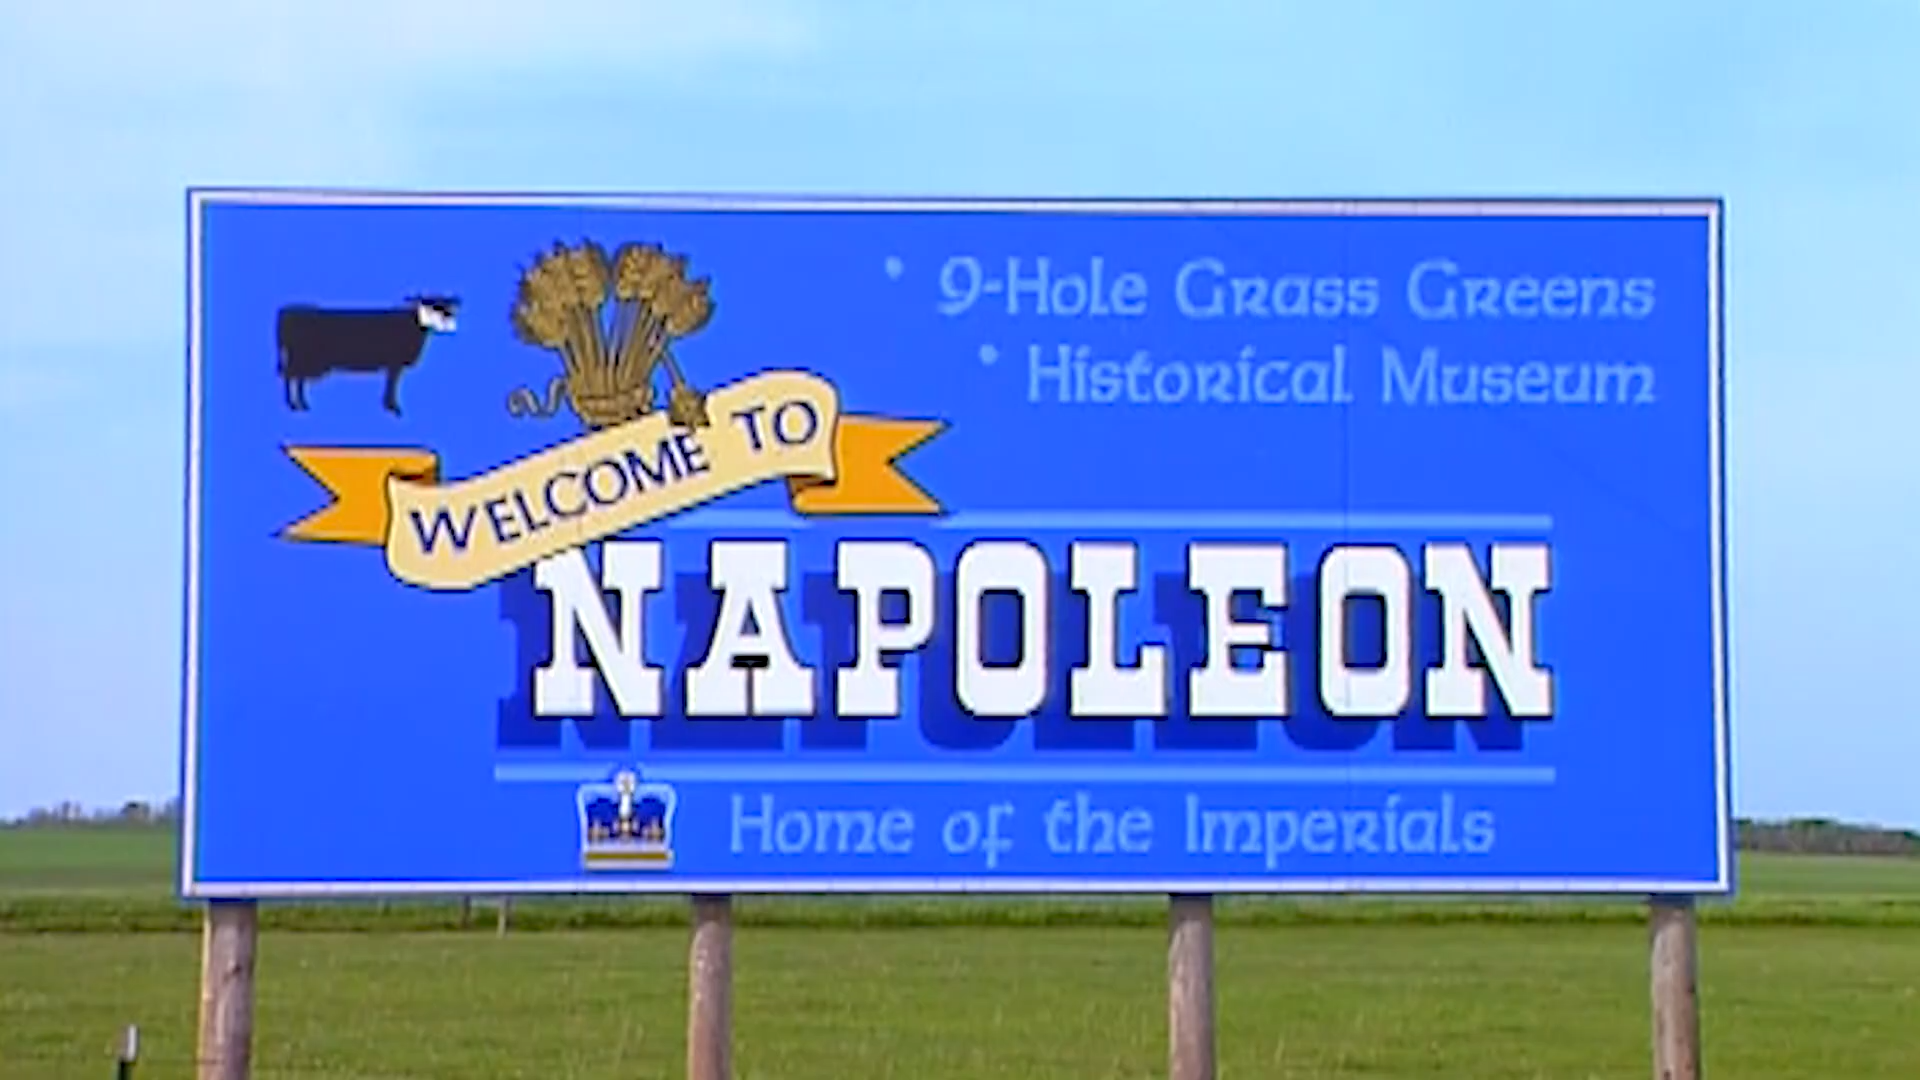 • 9-Hole Grass Greens
• Historical Museum
WELCOME TO
NAPOLEON
Home of the Imperials